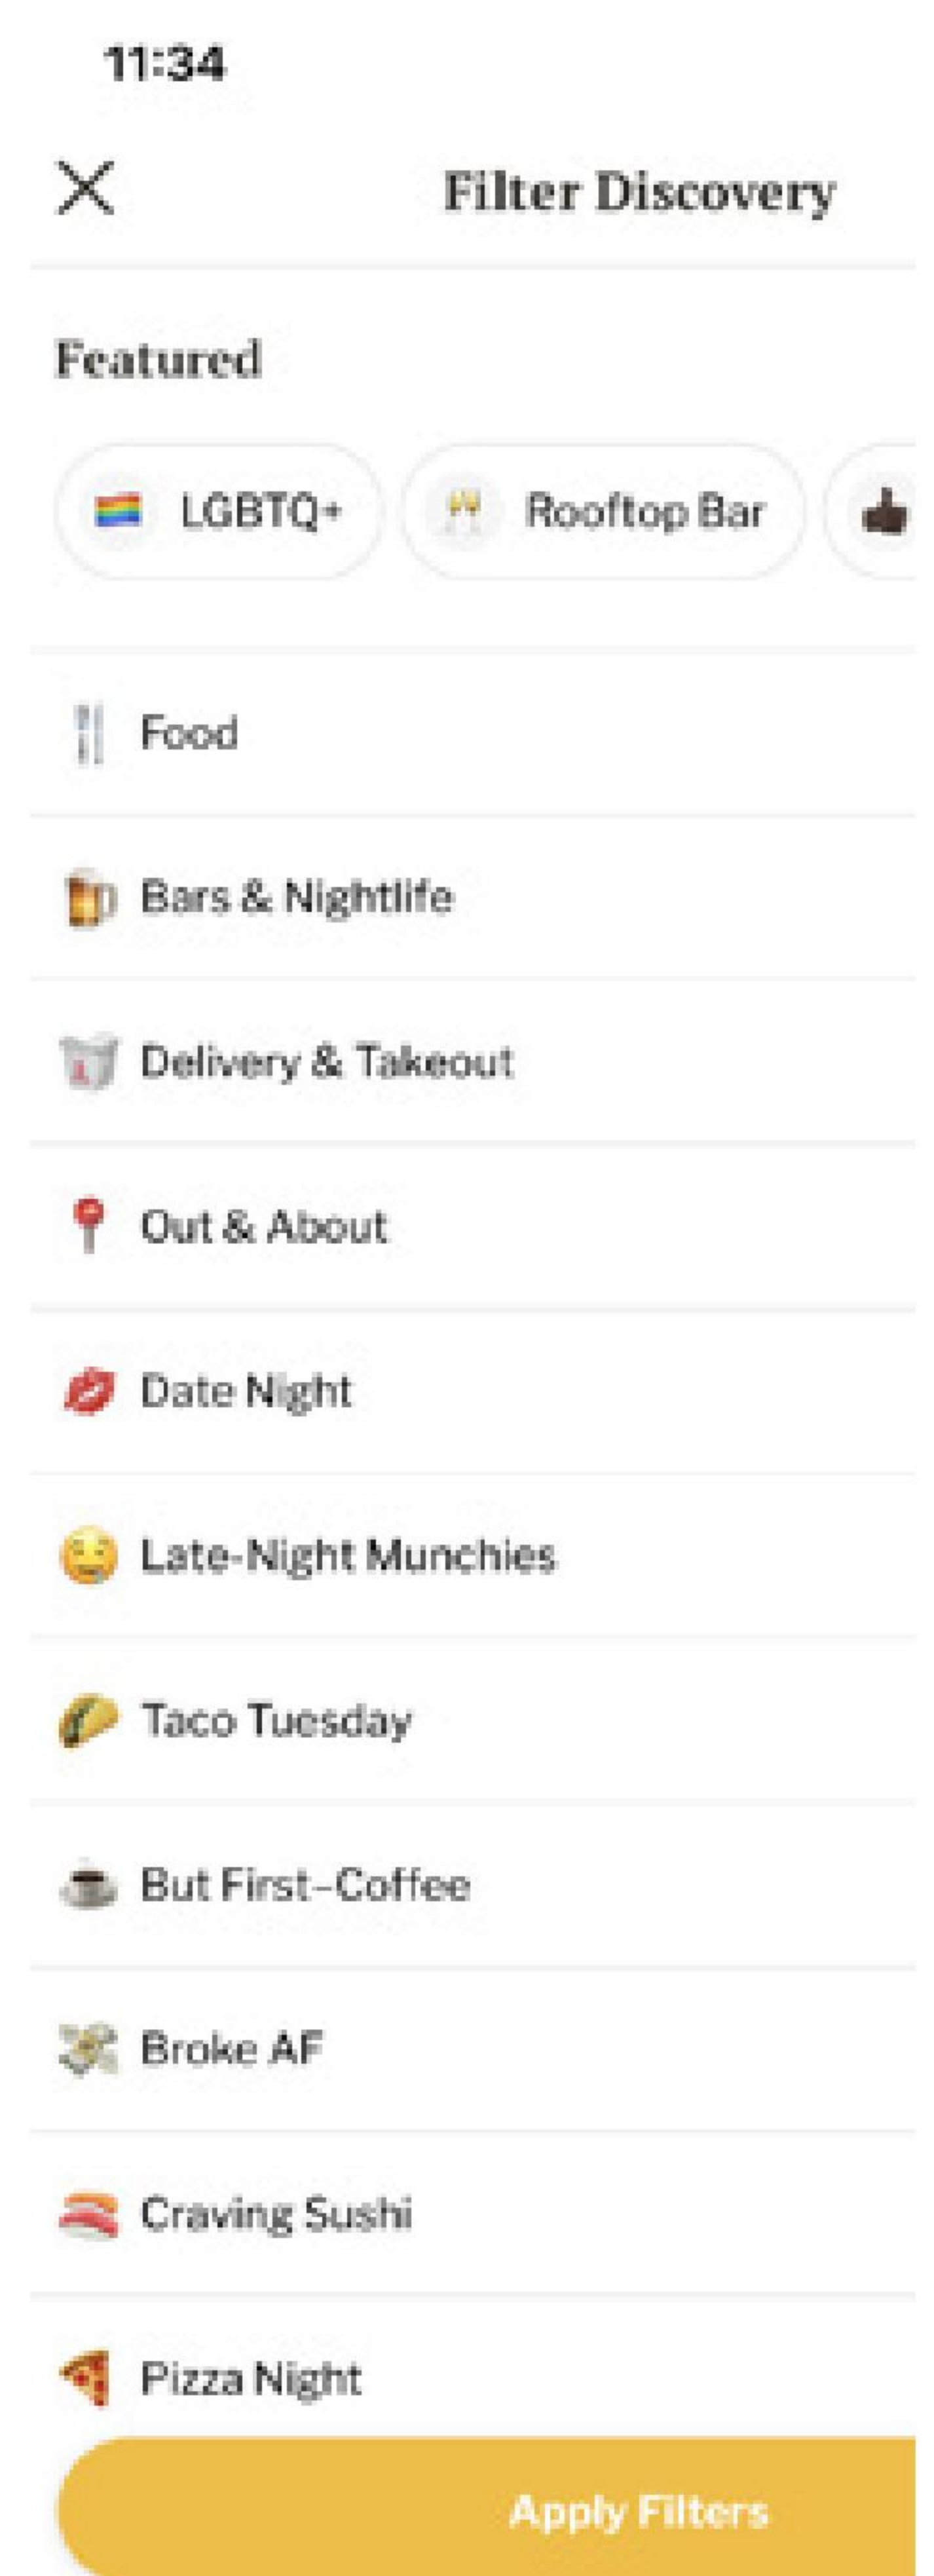 11:34
Filter Discovery
Featured
LGBTQ+
Rooftop Bar
Food
Bars & Nightlife
Delivery & Takeout
Out & About
Date Night
Late-Night Munchies
Taco Tuesday
But First–Coffee
Broke AF
Craving Sushi
Pizza Night
Apply Filters